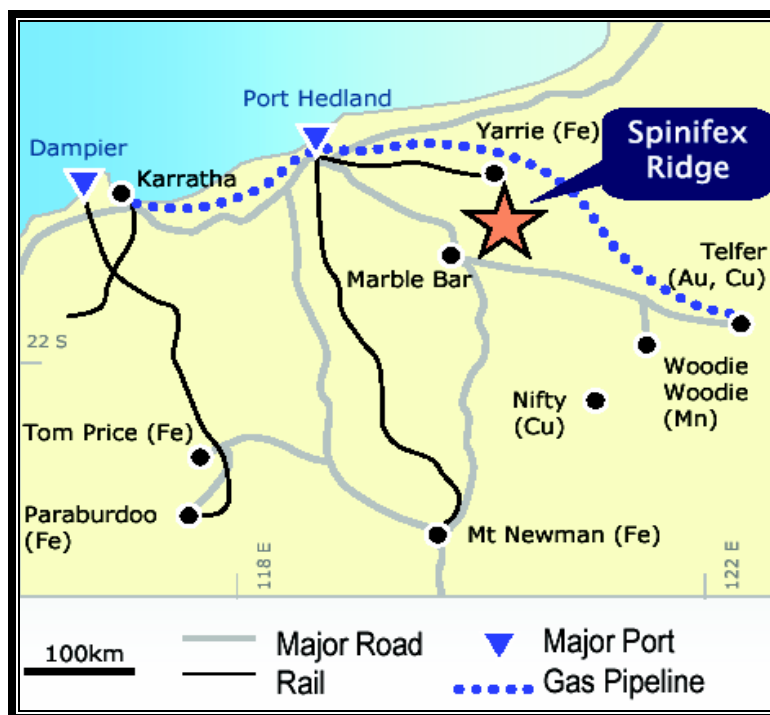 Port Hedland
Dampier
Karratha
Yarrie (Fe)
Spinifex
Ridge
Marble Bar
Telfer
(Au, Cu)
22 S
Woodie
Woodie
(Mn)
Nifty
(Cu)
Tom Price (Fe)
Paraburdoo
(Fe)
Mt Newman (Fe)
118 E
122 E
100km
Major Road
Rail
Major Port
Gas Pipeline